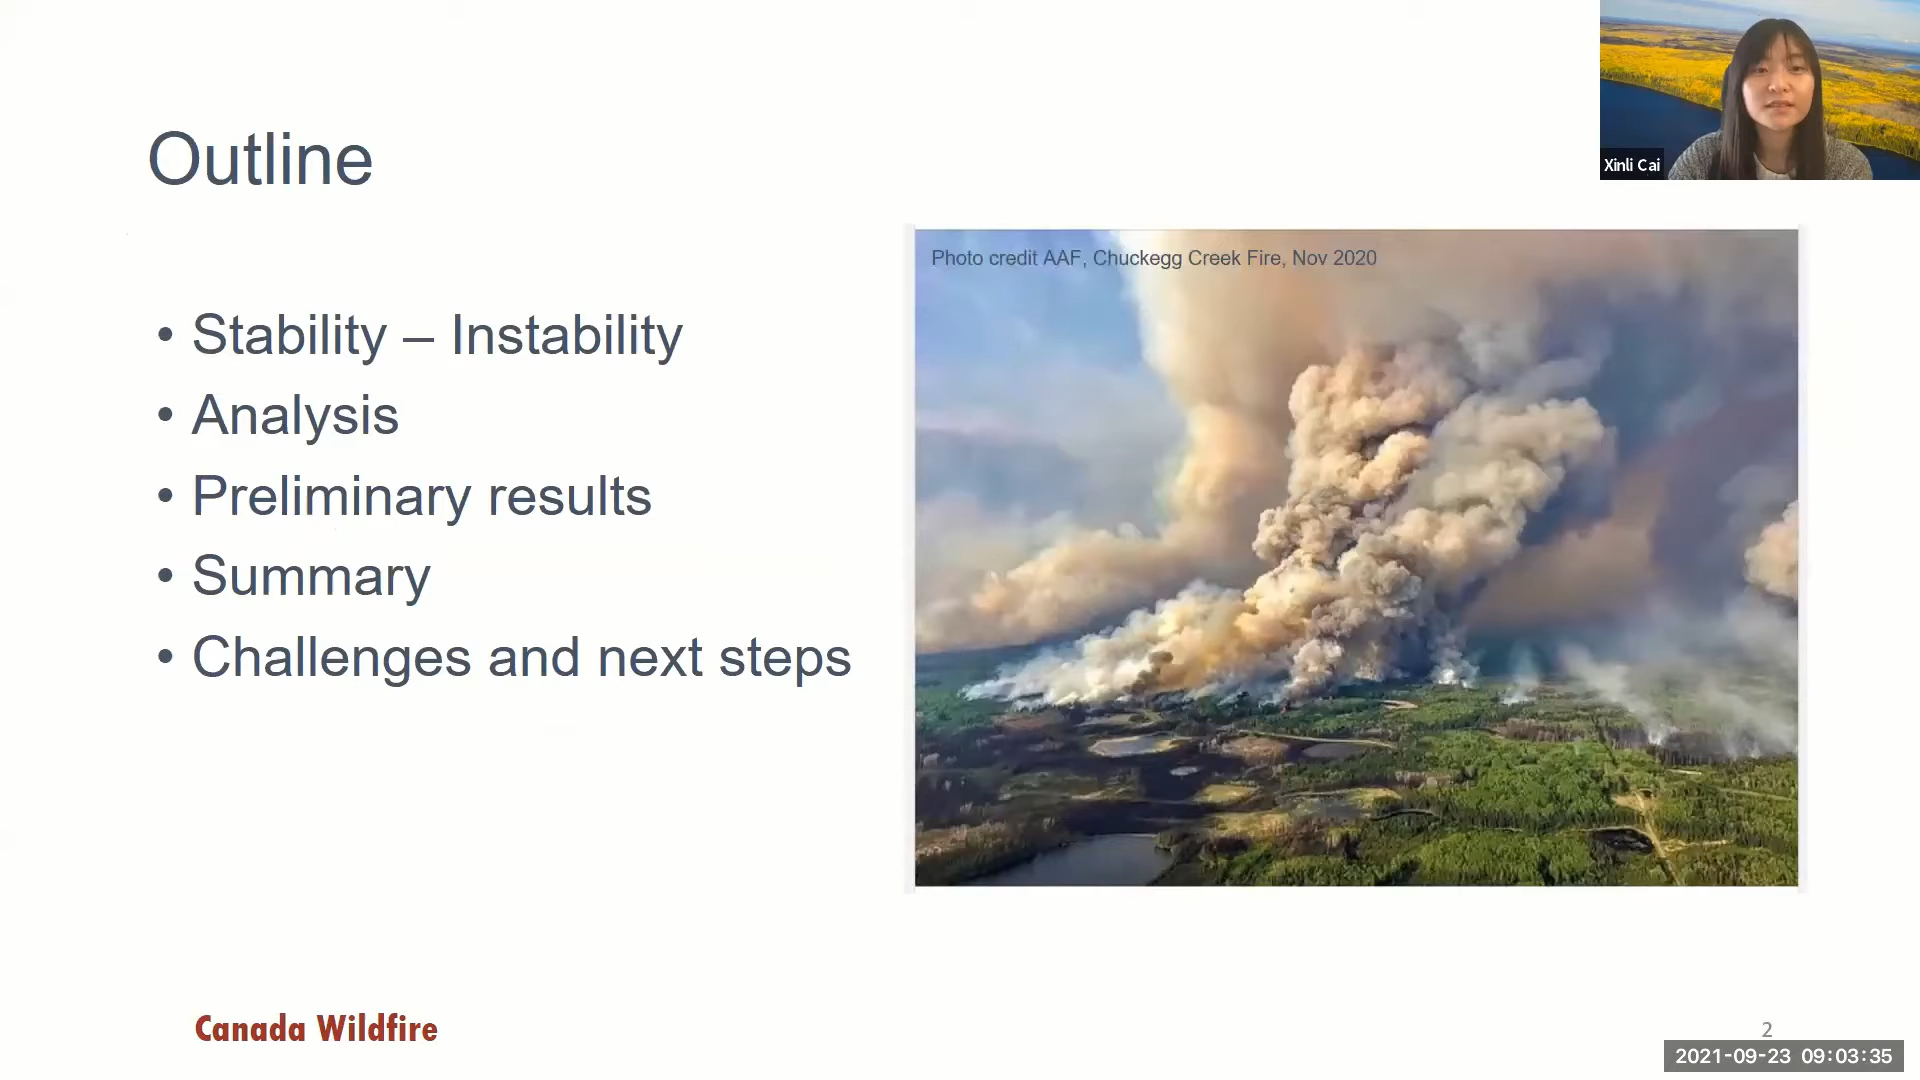 Outline
Xinli Cai
Photo credit AAF, Chuckegg Creek Fire, Nov 2020
• Stability – Instability
• Analysis
• Preliminary results
• Summary
• Challenges and next steps
Canada Wildfire
2
2021-09-23 09:03:35